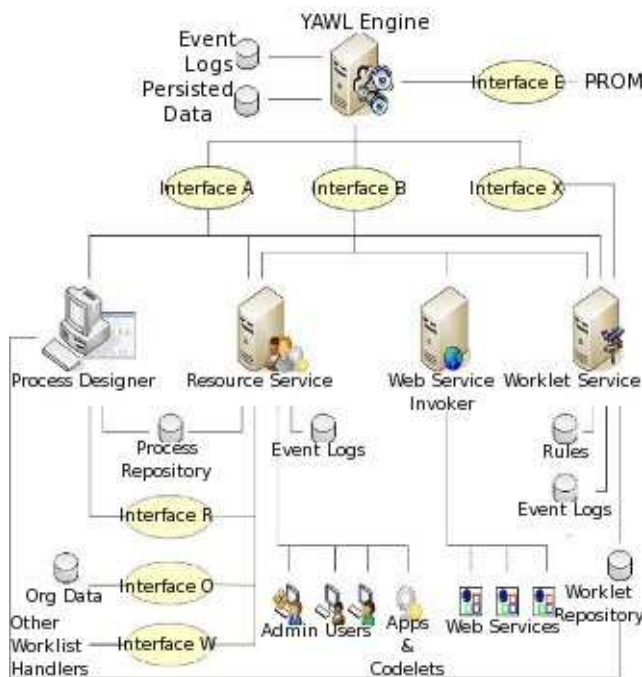 YAWL Engine
Event
Logs
Persisted
Data
Interface E
PROM
Interface A
Interface B
Interface X
Process Designer
Resource Service
Web Service
Invoker
Worklet Service
Process
Repository
Event Logs
Rules
Event Logs
Interface R
Org Data
Interface O
Other
Worklist
Handlers
Interface W
Admin
Users
Apps
&
Codelets
Web Services
Worklet
Repository